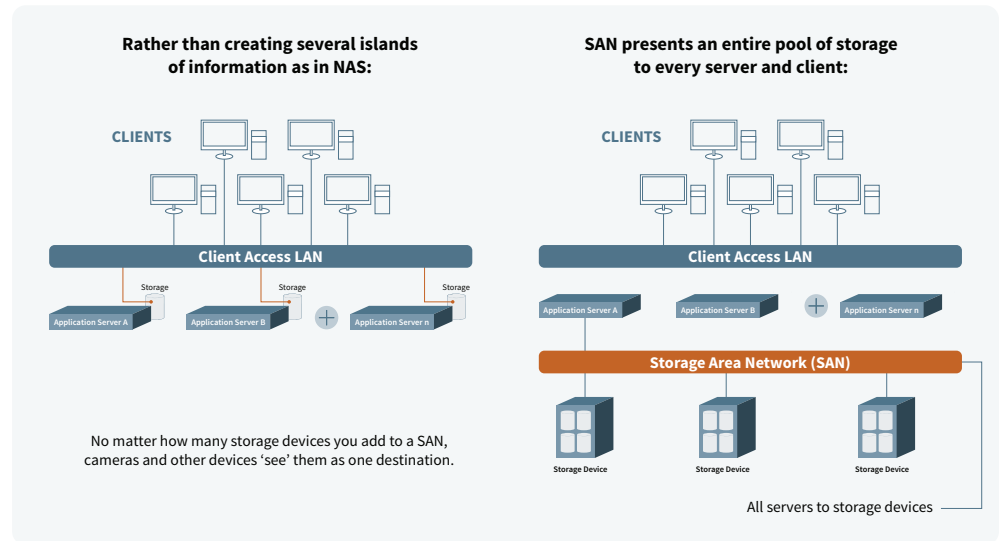 Rather than creating several islands
of information as in NAS:
CLIENTS
Client Access LAN
Storage
Storage
Storage
Application Server A
Application Server B
Application Server n
No matter how many storage devices you add to a SAN,
cameras and other devices ‘see’ them as one destination.
SAN presents an entire pool of storage
to every server and client:
CLIENTS
Client Access LAN
Application Server A
Application Server B
Application Server n
Storage Area Network (SAN)
Storage Device
Storage Device
Storage Device
All servers to storage devices